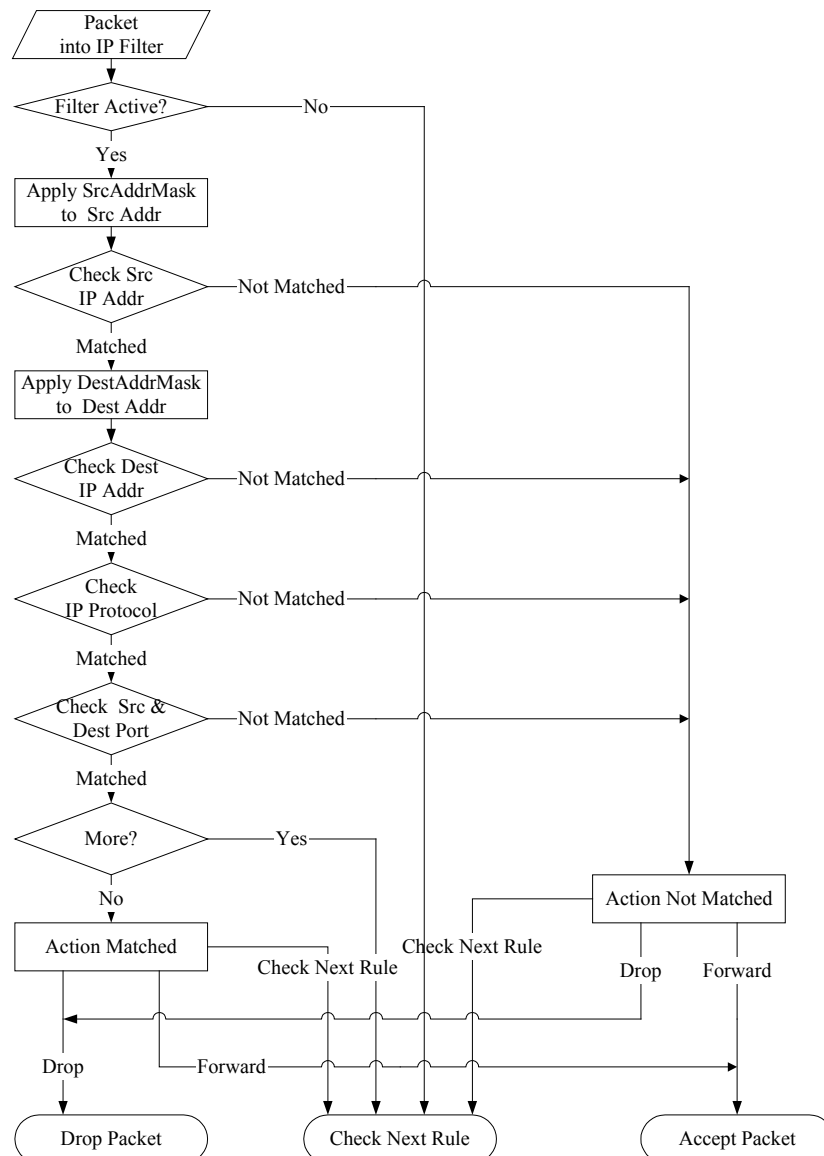 Packet
into IP Filter
Filter Active?
No
Yes
Apply SrcAddrMask
to Src Addr
Check Src
IP Addr
Not Matched
Matched
Apply DestAddrMask
to Dest Addr
Check Dest
IP Addr
Not Matched
Matched
Check
IP Protocol
Not Matched
Matched
Check Src &
Dest Port
Not Matched
Matched
More?
Yes
No
Action Not Matched
Action Matched
Check Next Rule
Check Next Rule
Drop
Forward
Drop
Forward
Drop Packet
Check Next Rule
Accept Packet